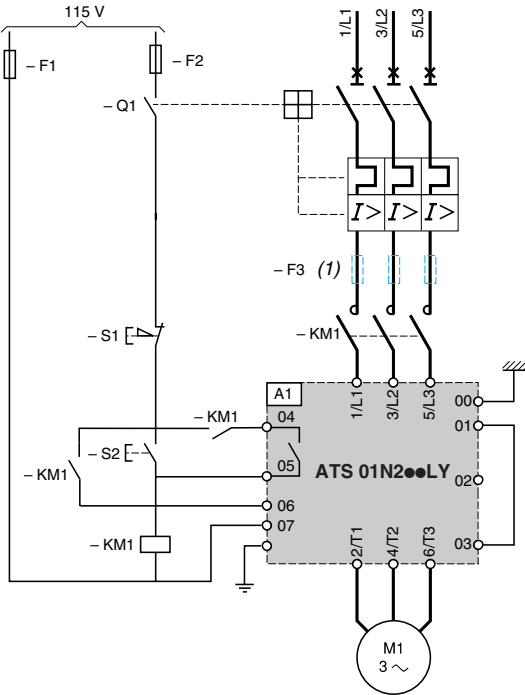 115 V
1/L1
3/L2
5/L3
– F1
– F2
– Q1
I>
I>
I>
– F3 (1)
– S1
– KM1
A1
1/L1
3/L2
5/L3
00
– KM1
04
01
– S2
– KM1
05
ATS 01N2●●LY
02
06
07
– KM1
2/T1
4/T2
6/T3
03
M1
3 ~